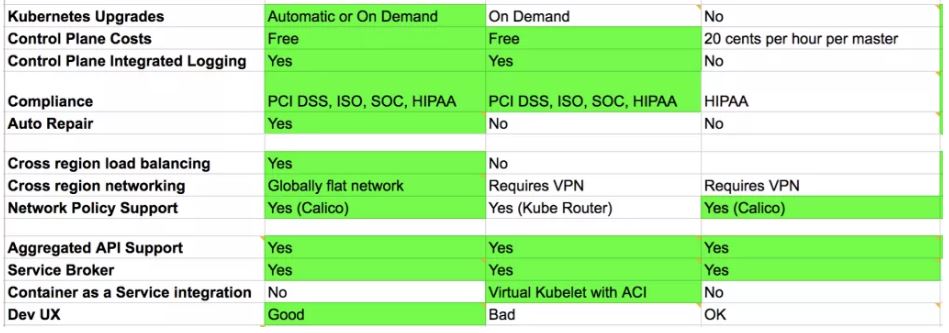 Kubernetes Upgrades Automatic or On Demand On Demand No
Control Plane Costs Free Free 20 cents per hour per master
Control Plane Integrated Logging Yes Yes No
Compliance PCI DSS, ISO, SOC, HIPAA PCI DSS, ISO, SOC, HIPAA HIPAA
Auto Repair Yes No No
Cross region load balancing Yes No
Cross region networking Globally flat network Requires VPN Requires VPN
Network Policy Support Yes (Calico) Yes (Kube Router) Yes (Calico)
Aggregated API Support Yes Yes Yes
Service Broker Yes Yes Yes
Container as a Service integration No Virtual Kubelet with ACI No
Dev UX Good Bad OK